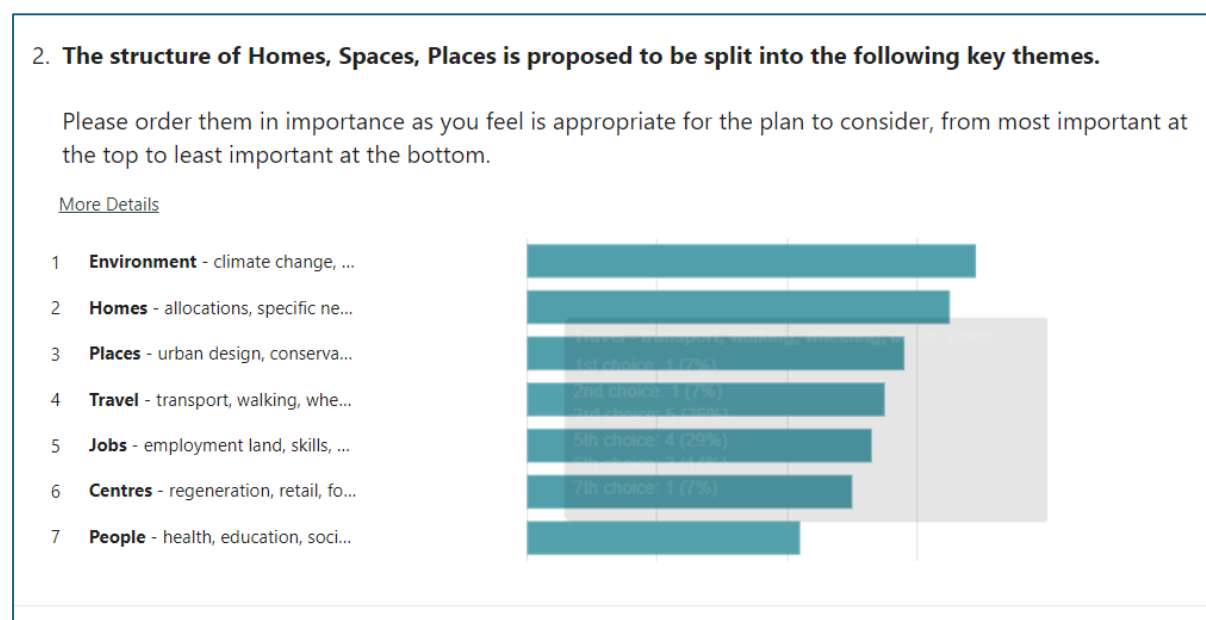 2. The structure of Homes, Spaces, Places is proposed to be split into the following key themes.
Please order them in importance as you feel is appropriate for the plan to consider, from most important at
the top to least important at the bottom.
More Details
1 Environment - climate change, ...
2 Homes - allocations, specific ne...
3 Places - urban design, conserva...
4 Travel - transport, walking, whe...
5 Jobs - employment land, skills, ...
6 Centres - regeneration, retail, fo...
7 People - health, education, soci...
Travel - transport, walking, wheeling,
1st choice: 1 (7%)
2nd choice: 1 (7%)
5th choice: 4 (29%)
7th choice: 1 (7%)